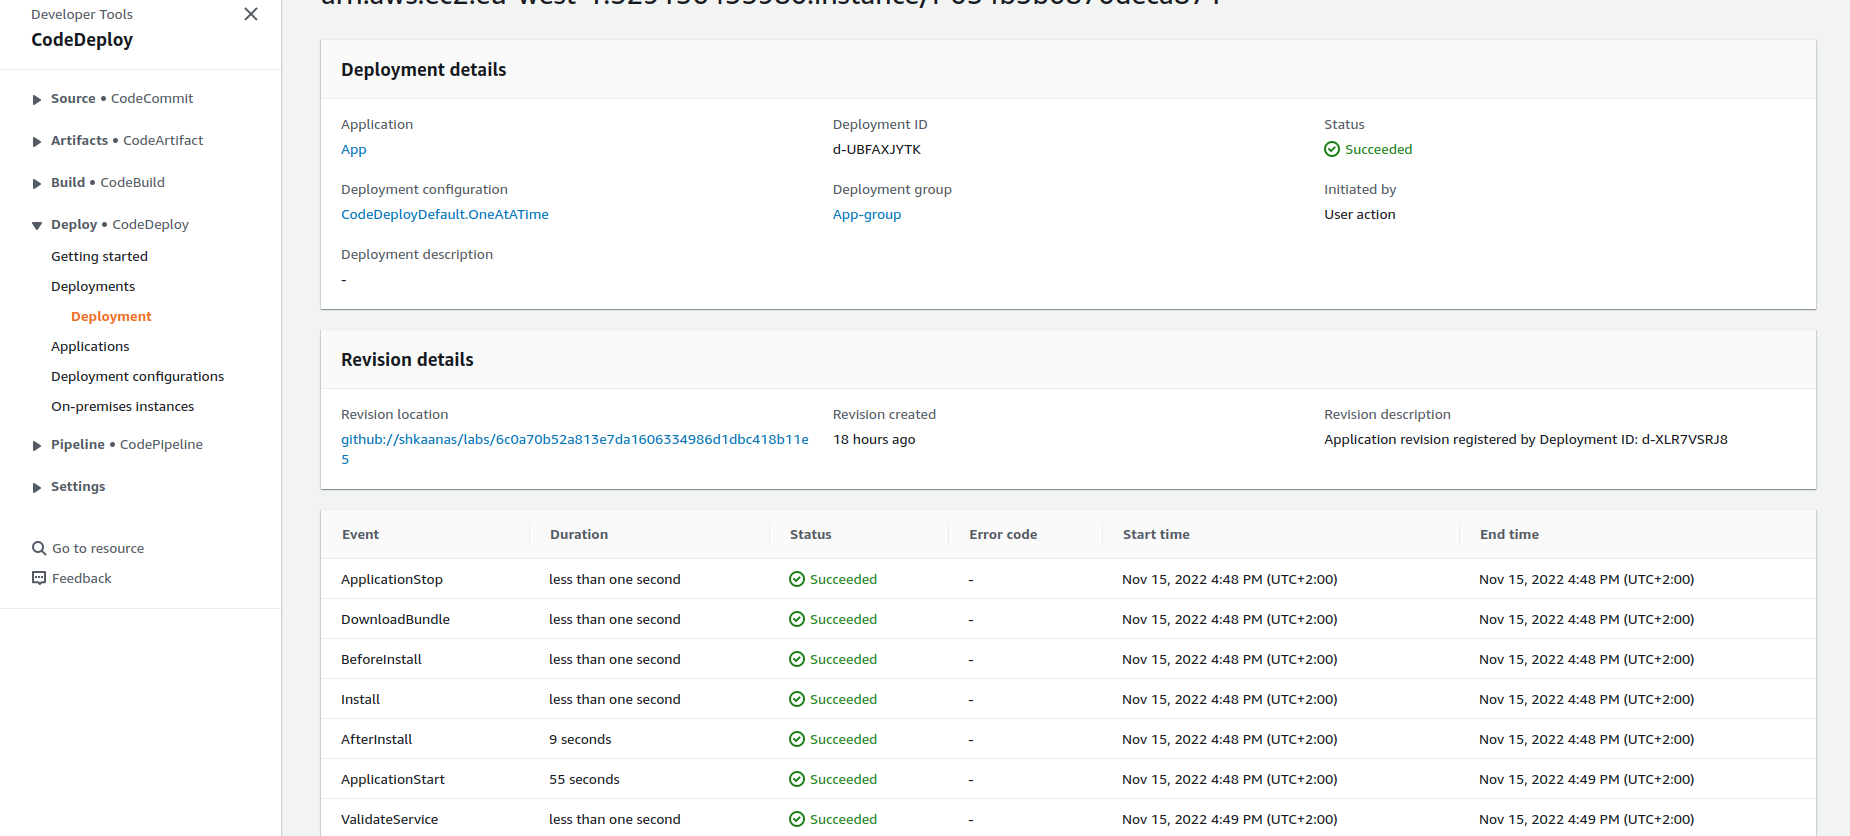 Developer Tools
CodeDeploy
Source • CodeCommit
Artifacts • CodeArtifact
Build • CodeBuild
Deploy • CodeDeploy
Getting started
Deployments
Deployment
Applications
Deployment configurations
On-premises instances
Pipeline • CodePipeline
Settings
Go to resource
Feedback
Deployment details
Application
App
Deployment ID
d-UBFAXJYTK
Status
Succeeded
Deployment configuration
CodeDeployDefault.OneAtATime
Deployment group
App-group
Initiated by
User action
Deployment description
-
Revision details
Revision location
github://shkaanas/labs/6c0a70b52a813e7da1606334986d1dbc418b11e
5
Revision created
18 hours ago
Revision description
Application revision registered by Deployment ID: d-XLR7VSRJ8
Event Duration Status Error code Start time End time
ApplicationStop less than one second Succeeded - Nov 15, 2022 4:48 PM (UTC+2:00) Nov 15, 2022 4:48 PM (UTC+2:00)
DownloadBundle less than one second Succeeded - Nov 15, 2022 4:48 PM (UTC+2:00) Nov 15, 2022 4:48 PM (UTC+2:00)
BeforeInstall less than one second Succeeded - Nov 15, 2022 4:48 PM (UTC+2:00) Nov 15, 2022 4:48 PM (UTC+2:00)
Install less than one second Succeeded - Nov 15, 2022 4:48 PM (UTC+2:00) Nov 15, 2022 4:48 PM (UTC+2:00)
AfterInstall 9 seconds Succeeded - Nov 15, 2022 4:48 PM (UTC+2:00) Nov 15, 2022 4:48 PM (UTC+2:00)
ApplicationStart 55 seconds Succeeded - Nov 15, 2022 4:48 PM (UTC+2:00) Nov 15, 2022 4:49 PM (UTC+2:00)
ValidateService less than one second Succeeded - Nov 15, 2022 4:49 PM (UTC+2:00) Nov 15, 2022 4:49 PM (UTC+2:00)